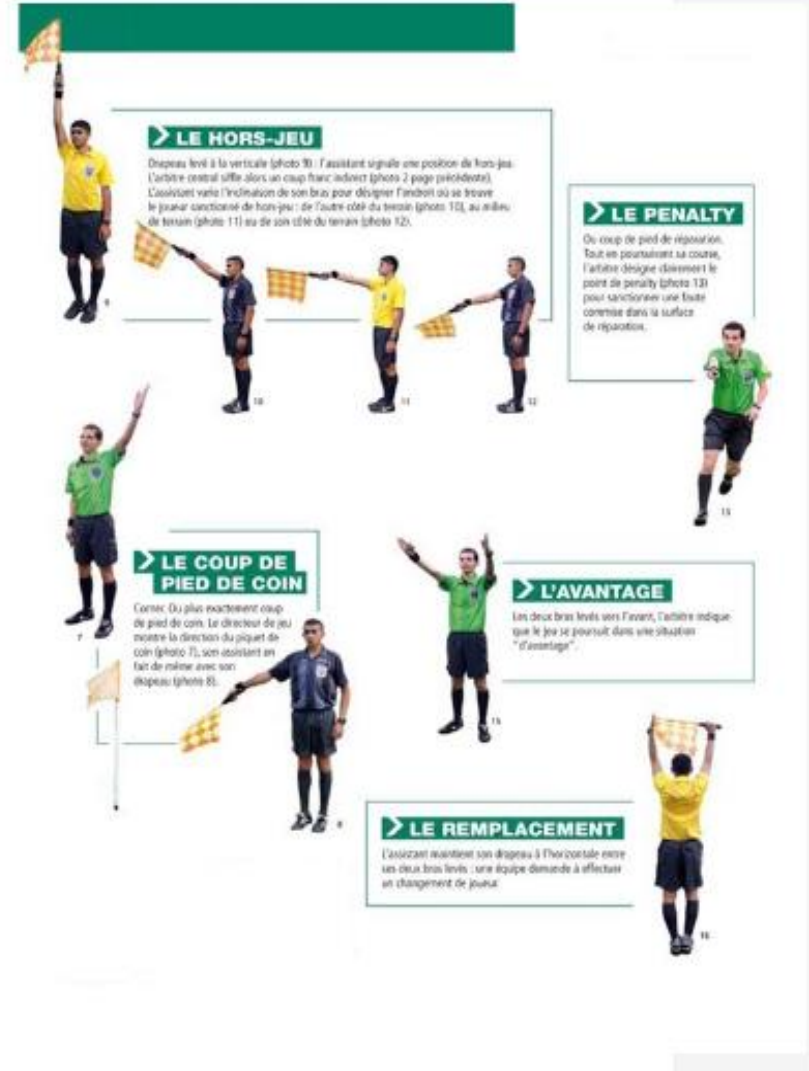 LE HORS-JEU
Drapeau levé à la verticale (photo 9) : l'assistant signale une position de hors-jeu.
L'arbitre central siffle alors un coup franc indirect (photo 2 page précédente).
L'assistant varie l'inclinaison de son bras pour désigner l'endroit où se trouve
le joueur sanctionné de hors-jeu : de l'autre côté du terrain (photo 10), au milieu
de terrain (photo 11) ou de son côté du terrain (photo 12).
10
11
12
LE PENALTY
Ou coup de pied de réparation.
Tout en poursuivant sa course,
l'arbitre désigne clairement le
point de penalty (photo 13)
pour sanctionner une faute
commise dans la surface
de réparation.
13
LE COUP DE
PIED DE COIN
Corner. Ou plus exactement coup
de pied de coin. Le directeur de jeu
montre la direction du piquet de
coin (photo 7), son assistant en
fait de même avec son
drapeau (photo 8).
7
8
L'AVANTAGE
Les deux bras levés vers l'avant, l'arbitre indique
que le jeu se poursuit dans une situation
"d'avantage".
LE REMPLACEMENT
L'assistant maintient son drapeau à l'horizontale entre
ses deux bras levés : une équipe demande à effectuer
un changement de joueur.
16